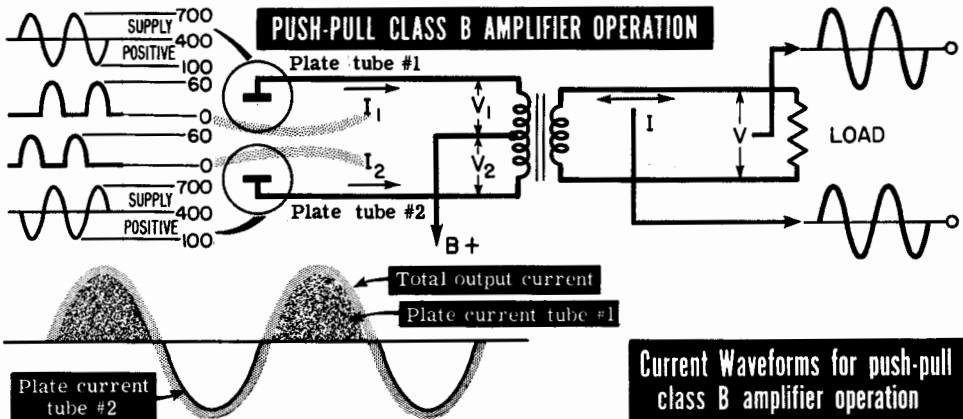 PUSH-PULL CLASS B AMPLIFIER OPERATION
700
SUPPLY
400
POSITIVE
100
60
0
60
0
700
SUPPLY
400
POSITIVE
100
Plate tube #1
I1
V1
V2
I2
Plate tube #2
B+
I
V
LOAD
Total output current
Plate current tube #1
Plate current
tube #2
Current Waveforms for push-pull
class B amplifier operation